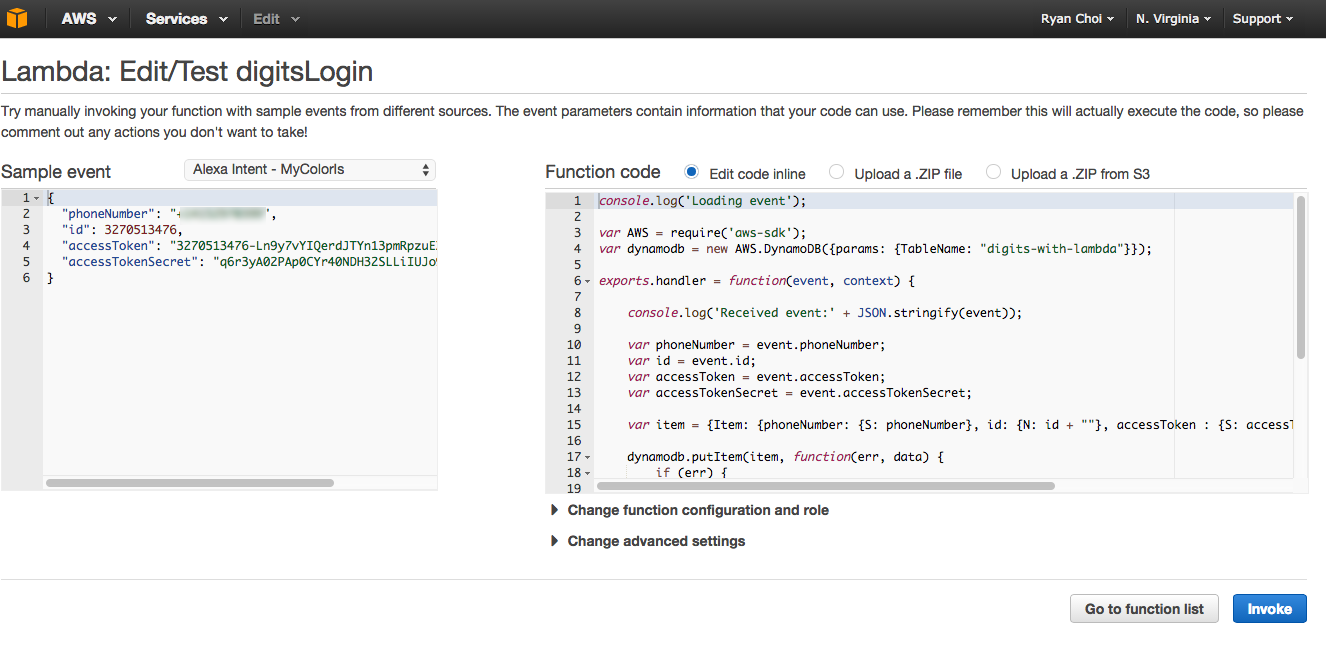 AWS Services Edit Ryan Choi N. Virginia Support
Lambda: Edit/Test digitsLogin
Try manually invoking your function with sample events from different sources. The event parameters contain information that your code can use. Please remember this will actually execute the code, so please
comment out any actions you don't want to take!
Sample event Alexa Intent - MyColorIs
1 {
2 "phoneNumber": "+ ",
3 "id": 3270513476,
4 "accessToken": "3270513476-Ln9y7vYIQerdJTYn13pmRpzuE
5 "accessTokenSecret": "q6r3yA02PAp0CYr40NDH32SLLiIUJo
6 }
Function code Edit code inline Upload a .ZIP file Upload a .ZIP from S3
1 console.log('Loading event');
2
3 var AWS = require('aws-sdk');
4 var dynamodb = new AWS.DynamoDB({params: {TableName: "digits-with-lambda"}});
5
6 exports.handler = function(event, context) {
7
8 console.log('Received event:' + JSON.stringify(event));
9
10 var phoneNumber = event.phoneNumber;
11 var id = event.id;
12 var accessToken = event.accessToken;
13 var accessTokenSecret = event.accessTokenSecret;
14
15 var item = {Item: {phoneNumber: {S: phoneNumber}, id: {N: id + ""}, accessToken : {S: access
16
17 dynamodb.putItem(item, function(err, data) {
18 if (err) {
19
Change function configuration and role
Change advanced settings
Go to function list Invoke